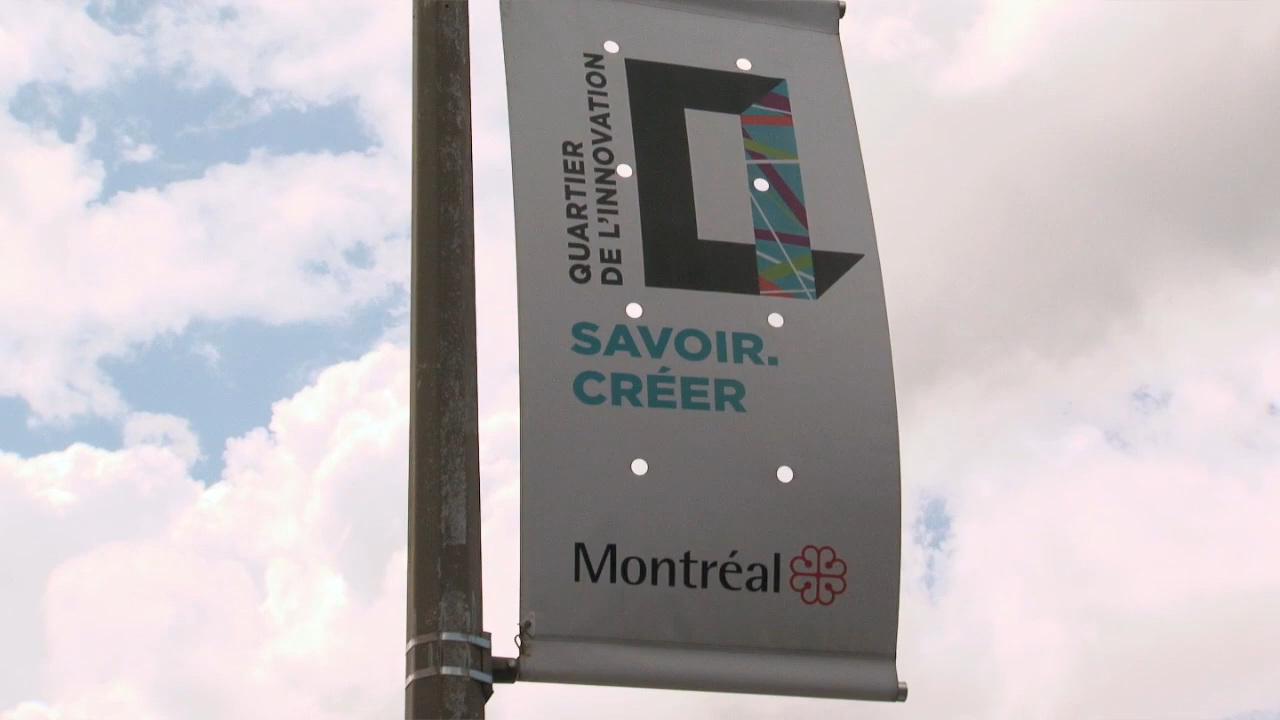 QUARTIER
DE L'INNOVATION
SAVOIR.
CRÉER
Montréal